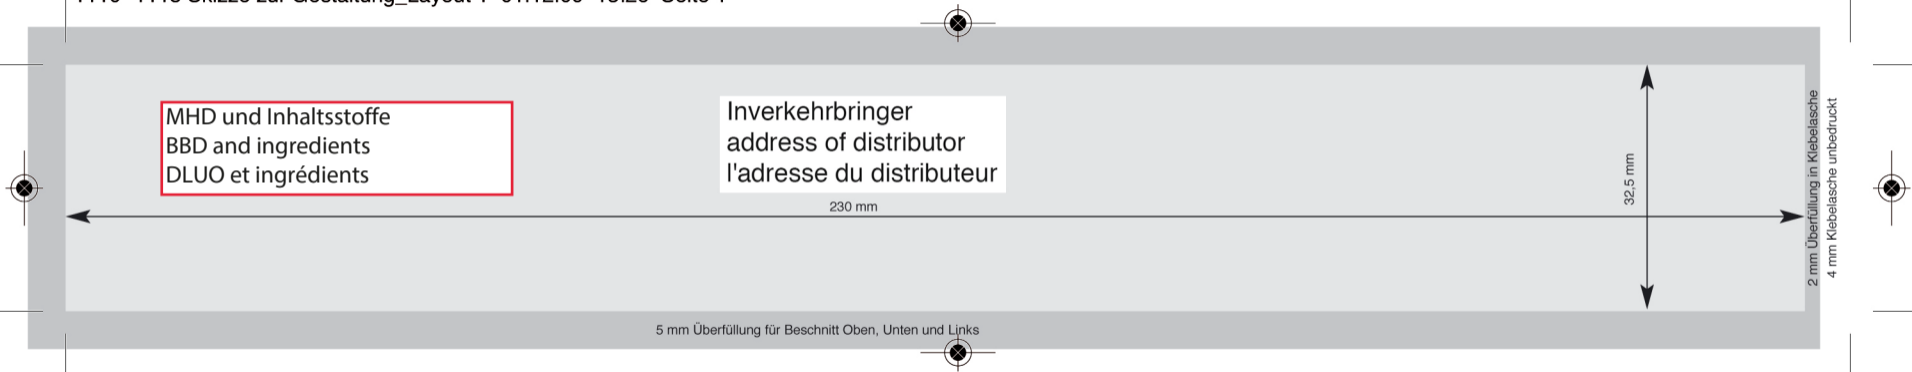 MHD und Inhaltsstoffe
BBD and ingredients
DLUO et ingrédients
Inverkehrbringer
address of distributor
l'adresse du distributeur
230 mm
32,5 mm
2 mm Überfüllung in Klebelasche
4 mm Klebelasche unbedruckt
5 mm Überfüllung für Beschnitt Oben, Unten und Links